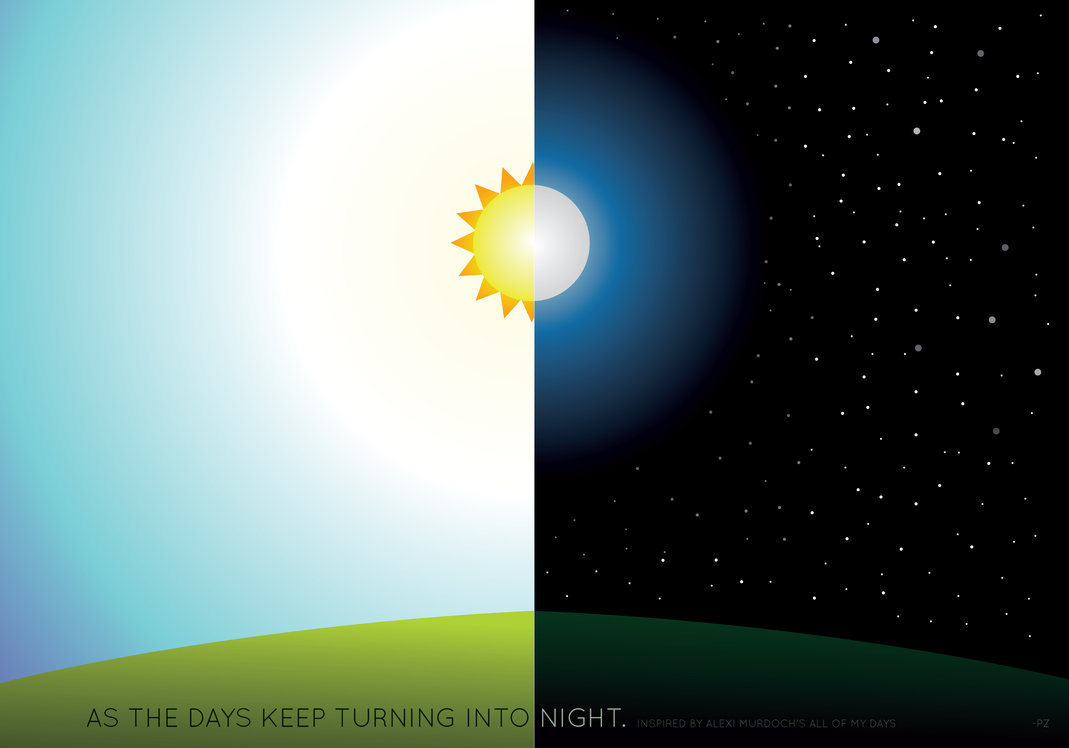 AS THE DAYS KEEP TURNING INTO NIGHT. INSPIRED BY ALEXI MURDOCH'S ALL OF MY DAYS -PZ